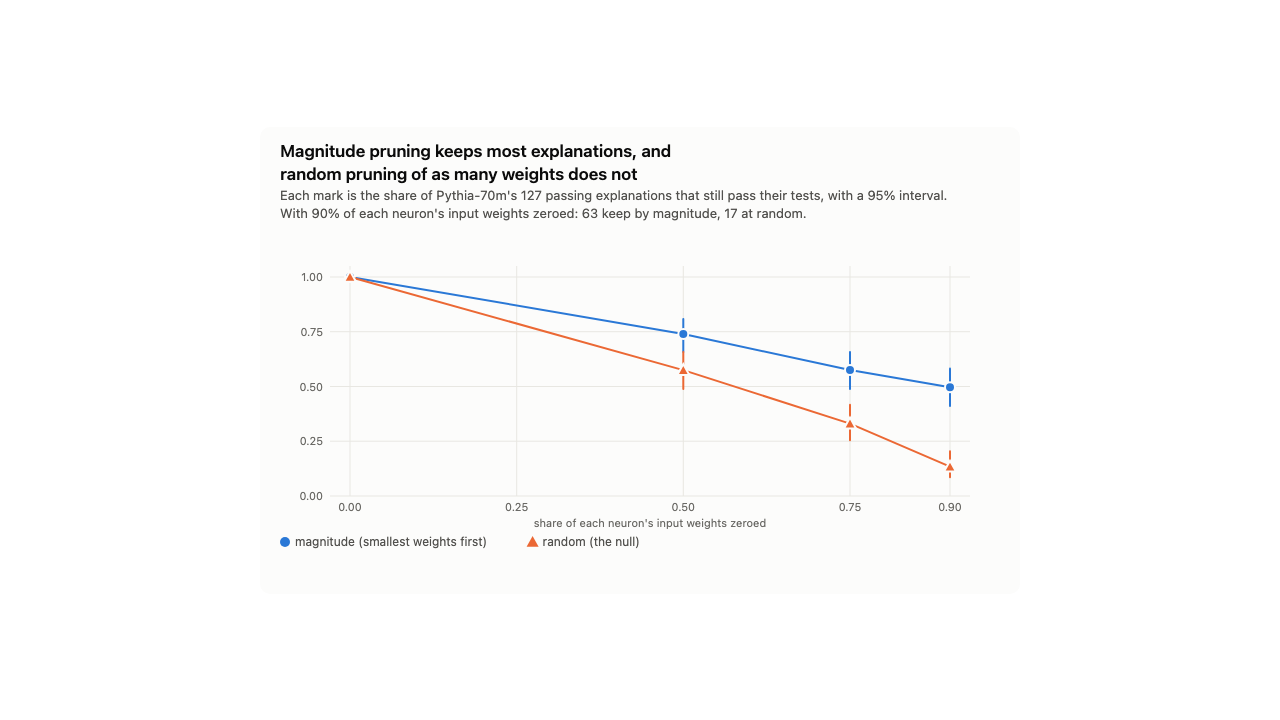 Magnitude pruning keeps most explanations, and
random pruning of as many weights does not
Each mark is the share of Pythia-70m's 127 passing explanations that still pass their tests, with a 95% interval.
With 90% of each neuron's input weights zeroed: 63 keep by magnitude, 17 at random.
1.00
0.75
0.50
0.25
0.00
0.00 0.25 0.50 0.75 0.90
share of each neuron's input weights zeroed
magnitude (smallest weights first) random (the null)